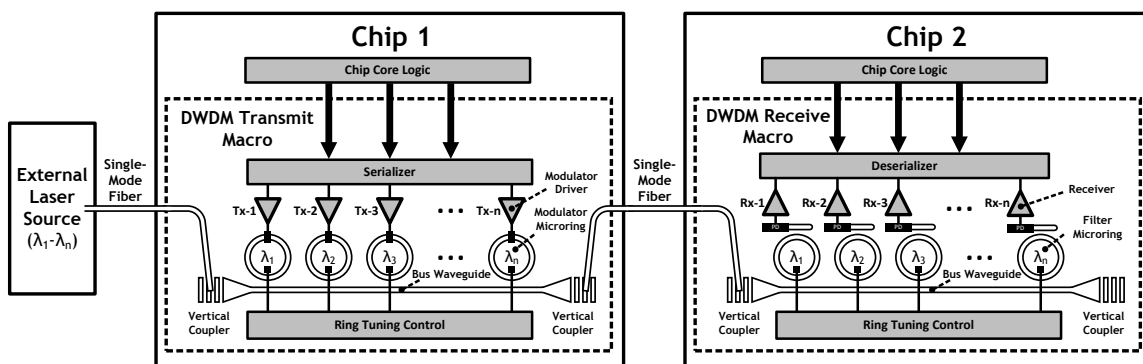 Chip 1
Chip Core Logic
DWDM Transmit
Macro
Serializer
Modulator
Driver
Tx-1
Tx-2
Tx-3
...
Tx-n
Modulator
Microring
λ1
λ2
λ3
...
λn
Bus Waveguide
Vertical
Coupler
Ring Tuning Control
Vertical
Coupler
External
Laser
Source
(λ1-λn)
Single-
Mode
Fiber
Single-
Mode
Fiber
Chip 2
Chip Core Logic
DWDM Receive
Macro
Deserializer
Rx-1
Rx-2
Rx-3
...
Rx-n
Receiver
PD
PD
PD
PD
Filter
Microring
λ1
λ2
λ3
...
λn
Bus Waveguide
Vertical
Coupler
Ring Tuning Control
Vertical
Coupler